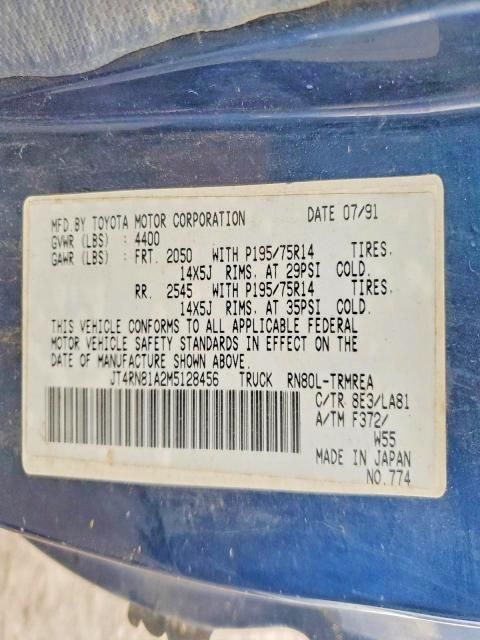 MFD.BY TOYOTA MOTOR CORPORATION DATE 07/91
GVWR (LBS) : 4400
GAWR (LBS) : FRT. 2050 WITH P195/75R14 TIRES.
14X5J RIMS. AT 29PSI COLD.
RR. 2545 WITH P195/75R14 TIRES.
14X5J RIMS. AT 35PSI COLD.
THIS VEHICLE CONFORMS TO ALL APPLICABLE FEDERAL
MOTOR VEHICLE SAFETY STANDARDS IN EFFECT ON THE
DATE OF MANUFACTURE SHOWN ABOVE.
JT4RN81A2M5128456 TRUCK RN80L-TRMREA
C/TR 8E3/LA81
A/TM F372/
W55
MADE IN JAPAN
NO.774